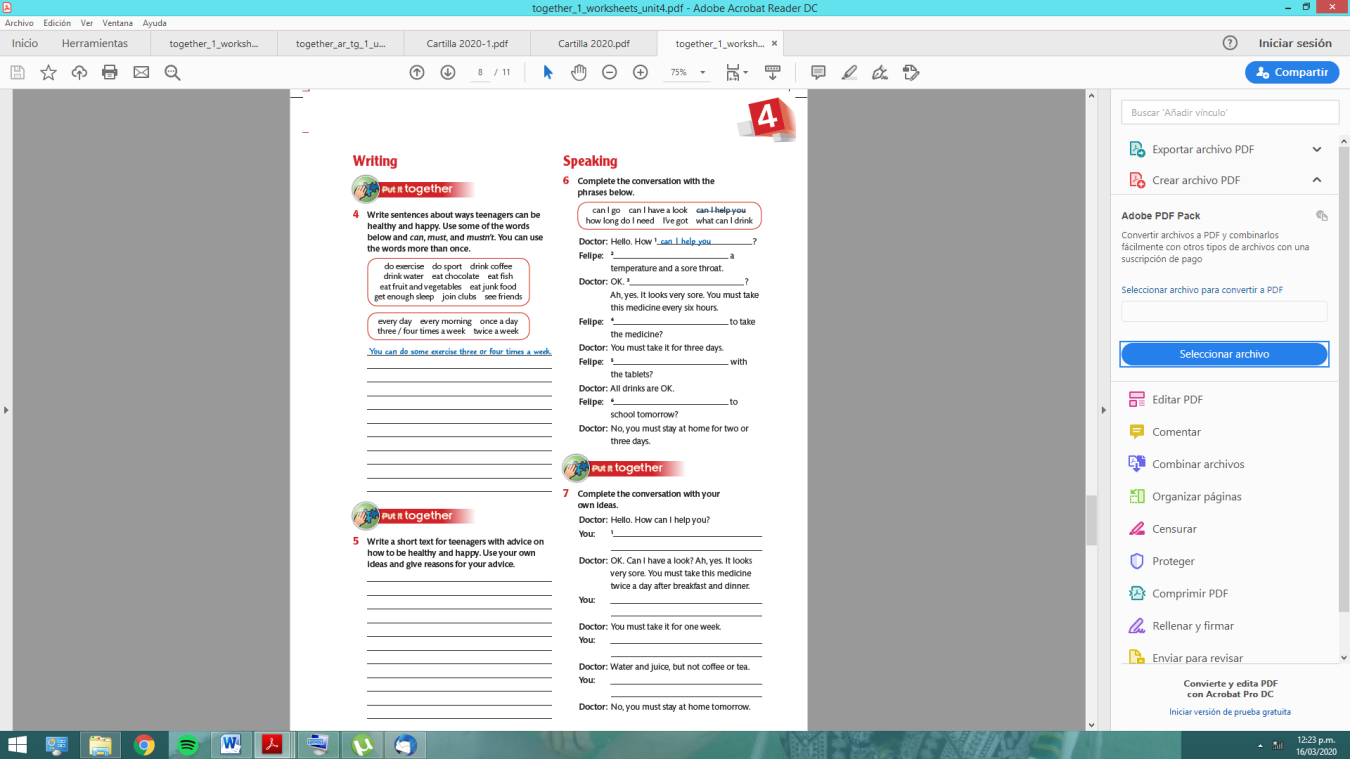 together_1_worksheets_unit4.pdf - Adobe Acrobat Reader DC
Archivo Edición Ver Ventana Ayuda
Inicio Herramientas together_1_worksh... together_ar_tg_1_u... Cartilla 2020-1.pdf Cartilla 2020.pdf together_1_worksh... × Iniciar sesión
8 / 11 75% Compartir
4
Writing
Put it together
4 Write sentences about ways teenagers can be
healthy and happy. Use some of the words
below and can, must, and mustn't. You can use
the words more than once.
do exercise do sport drink coffee
drink water eat chocolate eat fish
eat fruit and vegetables eat junk food
get enough sleep join clubs see friends
every day every morning once a day
three / four times a week twice a week
You can do some exercise three or four times a week.
Put it together
5 Write a short text for teenagers with advice on
how to be healthy and happy. Use your own
ideas and give reasons for your advice.
Speaking
6 Complete the conversation with the
phrases below.
can I go can I have a look can I help you
how long do I need I've got what can I drink
Doctor: Hello. How 1 can I help you ?
Felipe: 2 a
temperature and a sore throat.
Doctor: OK. 3 ?
Ah, yes. It looks very sore. You must take
this medicine every six hours.
Felipe: 4 to take
the medicine?
Doctor: You must take it for three days.
Felipe: 5 with
the tablets?
Doctor: All drinks are OK.
Felipe: 6 to
school tomorrow?
Doctor: No, you must stay at home for two or
three days.
Put it together
7 Complete the conversation with your
own ideas.
Doctor: Hello. How can I help you?
You: 1
Doctor: OK. Can I have a look? Ah, yes. It looks
very sore. You must take this medicine
twice a day after breakfast and dinner.
You:
Doctor: You must take it for one week.
You:
Doctor: Water and juice, but not coffee or tea.
You:
Doctor: No, you must stay at home tomorrow.
Buscar 'Añadir vínculo'
Exportar archivo PDF
Crear archivo PDF
Adobe PDF Pack
Convertir archivos a PDF y combinarlos
fácilmente con otros tipos de archivos con una
suscripción de pago
Seleccionar archivo para convertir a PDF
Seleccionar archivo
Editar PDF
Comentar
Combinar archivos
Organizar páginas
Censurar
Proteger
Comprimir PDF
Rellenar y firmar
Enviar para revisar
Convierte y edita PDF
con Acrobat Pro DC
Iniciar versión de prueba gratuita
12:23 p.m.
16/03/2020